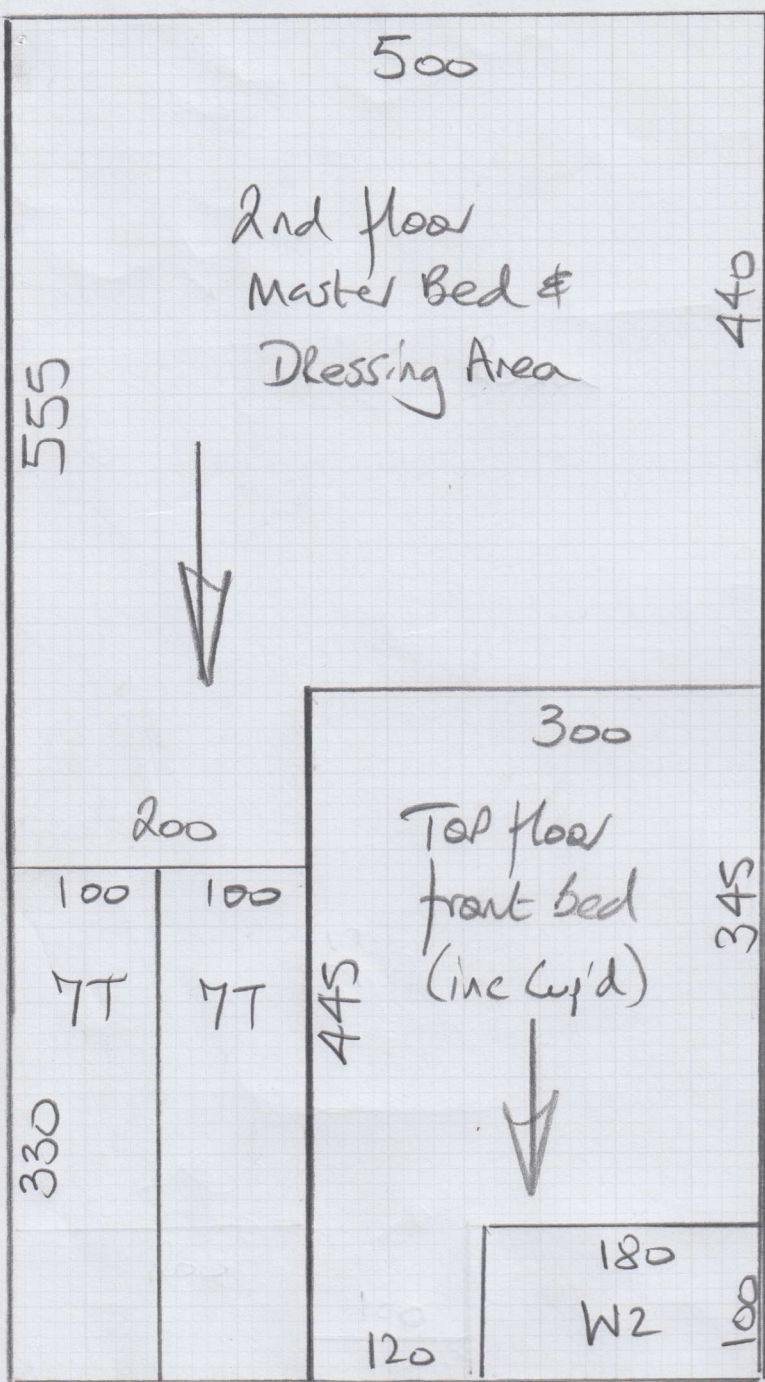 500
2nd floor
Master Bed &
Dressing Area
440
555
300
Top floor
front bed
(inc Cup'd)
345
200
100 100
7T 7T
445
330
180
W2
100
120